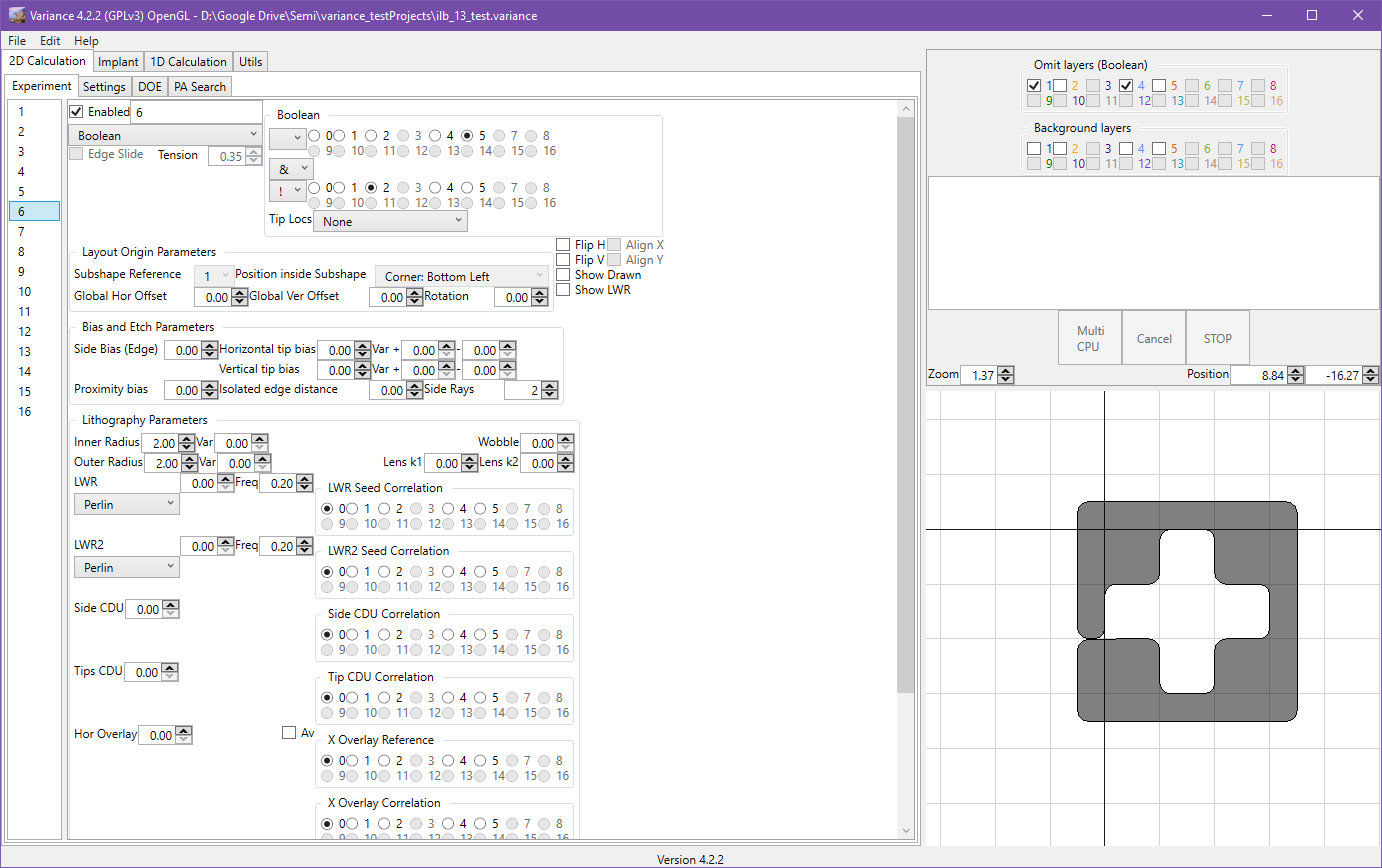 Variance 4.2.2 (GPLv3) OpenGL - D:\Google Drive\Semi\variance_testProjects\ilb_13_test.variance
File Edit Help
2D Calculation Implant 1D Calculation Utils
Experiment Settings DOE PA Search
1
2
3
4
5
6
7
8
9
10
11
12
13
14
15
16
Enabled 6
Boolean
Edge Slide Tension 0.35
Boolean
0 1 2 3 4 5 7 8
9 10 11 12 13 14 15 16
&
! 0 1 2 3 4 5 7 8
9 10 11 12 13 14 15 16
Tip Locs None
Layout Origin Parameters
Subshape Reference 1 Position inside Subshape Corner: Bottom Left
Global Hor Offset 0.00 Global Ver Offset 0.00 Rotation 0.00
Flip H Align X
Flip V Align Y
Show Drawn
Show LWR
Bias and Etch Parameters
Side Bias (Edge) 0.00 Horizontal tip bias 0.00 Var + 0.00 - 0.00
Vertical tip bias 0.00 Var + 0.00 - 0.00
Proximity bias 0.00 Isolated edge distance 0.00 Side Rays 2
Lithography Parameters
Inner Radius 2.00 Var 0.00 Wobble 0.00
Outer Radius 2.00 Var 0.00 Lens k1 0.00 Lens k2 0.00
LWR 0.00 Freq 0.20
Perlin
LWR Seed Correlation
0 1 2 3 4 5 7 8
9 10 11 12 13 14 15 16
LWR2 0.00 Freq 0.20
Perlin
LWR2 Seed Correlation
0 1 2 3 4 5 7 8
9 10 11 12 13 14 15 16
Side CDU 0.00
Side CDU Correlation
0 1 2 3 4 5 7 8
9 10 11 12 13 14 15 16
Tips CDU 0.00
Tip CDU Correlation
0 1 2 3 4 5 7 8
9 10 11 12 13 14 15 16
Hor Overlay 0.00 Av
X Overlay Reference
0 1 2 3 4 5 7 8
9 10 11 12 13 14 15 16
X Overlay Correlation
0 1 2 3 4 5 7 8
9 10 11 12 13 14 15 16
Omit layers (Boolean)
1 2 3 4 5 6 7 8
9 10 11 12 13 14 15 16
Background layers
1 2 3 4 5 6 7 8
9 10 11 12 13 14 15 16
Multi
CPU
Cancel
STOP
Zoom 1.37 Position 8.84 -16.27
Version 4.2.2